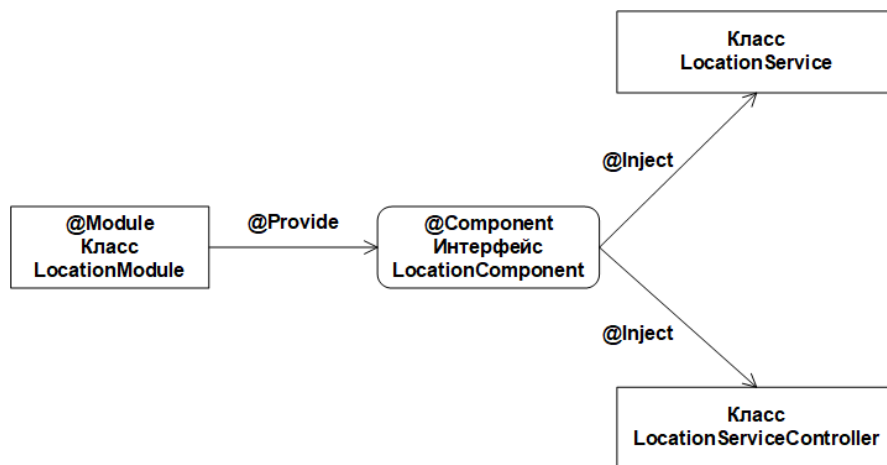 Класс
LocationService
@Inject
@Module
Класс
LocationModule
@Provide
@Component
Интерфейс
LocationComponent
@Inject
Класс
LocationServiceController